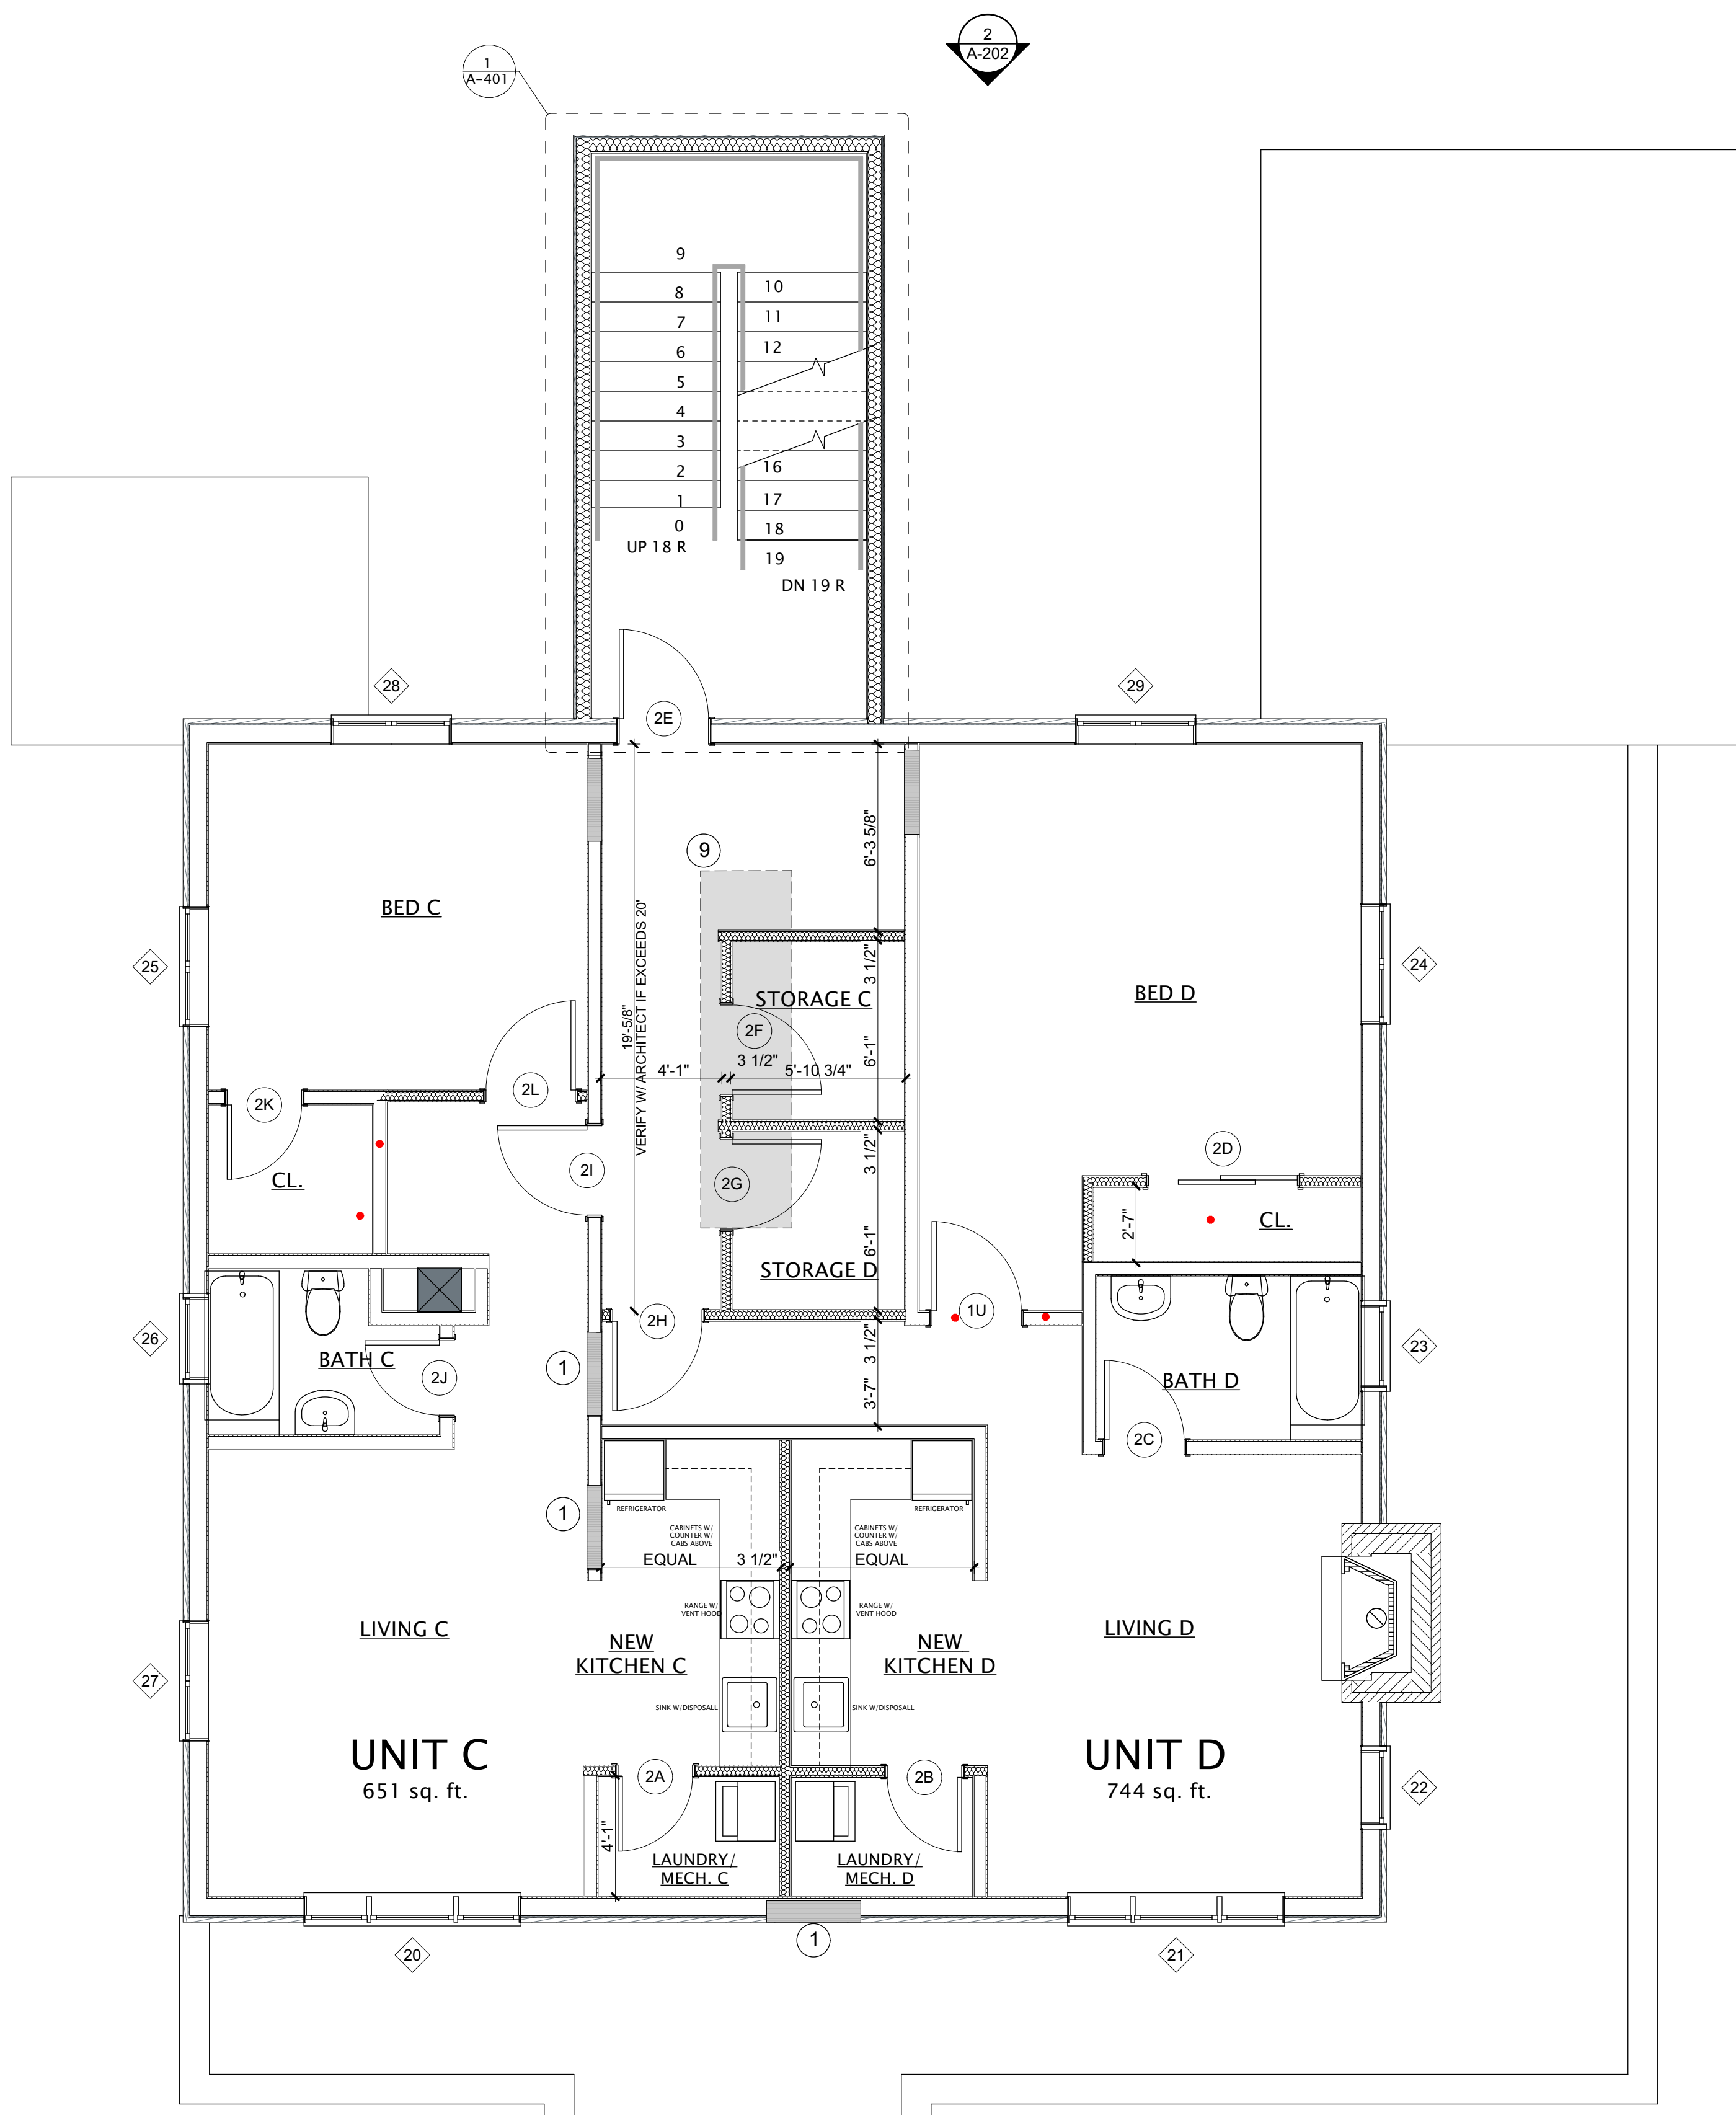 2
A-202
1
A-401
9
8
7
6
5
4
3
2
1
0
UP 18 R
10
11
12
16
17
18
19
DN 19 R
28
2E
29
9
6'-3 5/8"
BED C
19'-5/8"
VERIFY W/ ARCHITECT IF EXCEEDS 20'
3 1/2"
25
24
STORAGE C
BED D
2F
3 1/2"
6'-1"
4'-1"
5'-10 3/4"
2K
2L
2I
3 1/2"
2D
CL.
2G
2'-7"
CL.
6'-1"
STORAGE D
26
2H
1U
23
BATH C
1
3 1/2"
2J
3'-7"
BATH D
2C
REFRIGERATOR
REFRIGERATOR
1
CABINETS W/
COUNTER W/
CABS ABOVE
CABINETS W/
COUNTER W/
CABS ABOVE
EQUAL
3 1/2"
EQUAL
RANGE W/
VENT HOOD
RANGE W/
VENT HOOD
LIVING C
NEW
KITCHEN C
NEW
KITCHEN D
LIVING D
27
SINK W/DISPOSALL
SINK W/DISPOSALL
UNIT C
651 sq. ft.
UNIT D
744 sq. ft.
2A
2B
22
4'-1"
LAUNDRY/
MECH. C
LAUNDRY/
MECH. D
20
1
21